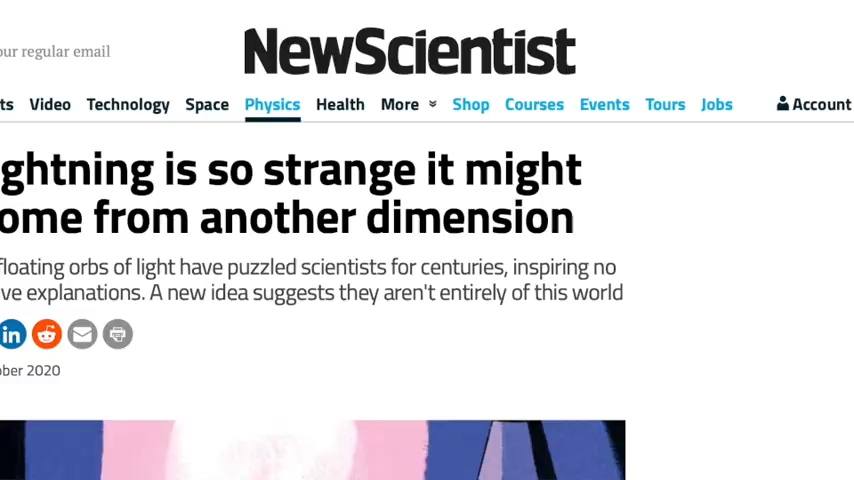 our regular email
NewScientist
ts Video Technology Space Physics Health More Shop Courses Events Tours Jobs Account
ghtning is so strange it might
ome from another dimension
floating orbs of light have puzzled scientists for centuries, inspiring no
ve explanations. A new idea suggests they aren't entirely of this world
in
ober 2020